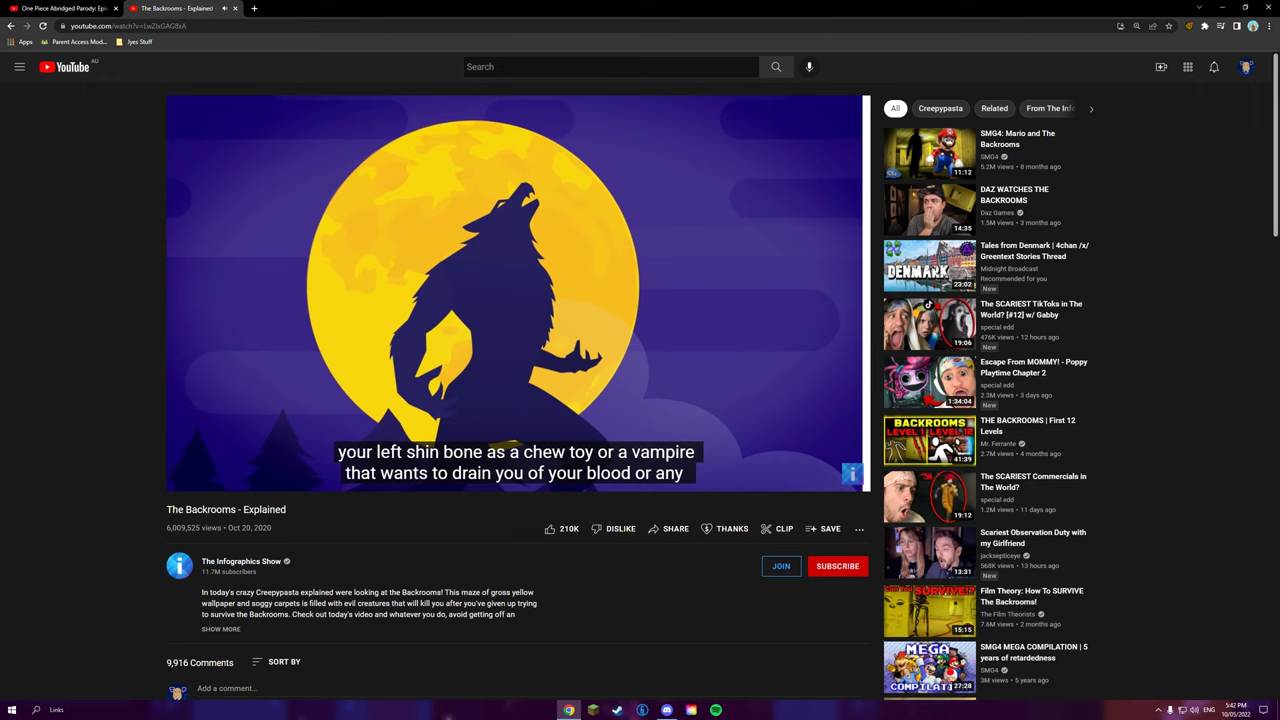 One Piece Abridged Parody: Epi
The Backrooms - Explained
youtube.com/watch?v=LwZIxGAG8xA
Apps
Parent Access Mod...
Jyes Stuff
YouTube
AU
Search
DENMARK
BACKROOMS
LEVEL 1 LEVEL 12
MEGA
COMPILATION
your left shin bone as a chew toy or a vampire
that wants to drain you of your blood or any
The Backrooms - Explained
6,009,525 views • Oct 20, 2020
210K
DISLIKE
SHARE
THANKS
CLIP
SAVE
The Infographics Show
11.7M subscribers
JOIN
SUBSCRIBE
In today's crazy Creepypasta explained were looking at the Backrooms! This maze of gross yellow
wallpaper and soggy carpets is filled with evil creatures that will kill you after you've given up trying
to survive the Backrooms. Check out today's video and whatever you do, avoid getting off an
SHOW MORE
9,916 Comments
SORT BY
Add a comment...
All
Creepypasta
Related
From The Info
SMG4: Mario and The
Backrooms
SMG4
5.2M views • 8 months ago
11:12
DAZ WATCHES THE
BACKROOMS
Daz Games
1.5M views • 3 months ago
14:35
Tales from Denmark | 4chan /x/
Greentext Stories Thread
Midnight Broadcast
Recommended for you
New
23:02
The SCARIEST TikToks in The
World? [#12] w/ Gabby
special edd
476K views • 12 hours ago
New
19:06
Escape From MOMMY! - Poppy
Playtime Chapter 2
special edd
2.3M views • 3 days ago
New
1:34:04
THE BACKROOMS | First 12
Levels
Mr. Ferrante
2.7M views • 4 months ago
41:39
The SCARIEST Commercials in
The World?
special edd
1.2M views • 11 days ago
19:12
Scariest Observation Duty with
my Girlfriend
jacksepticeye
568K views • 13 hours ago
New
13:31
Film Theory: How To SURVIVE
The Backrooms!
The Film Theorists
7.6M views • 2 months ago
15:15
SMG4 MEGA COMPILATION | 5
years of retardedness
SMG4
3M views • 5 years ago
27:28
Links
ENG
5:42 PM
10/05/2022